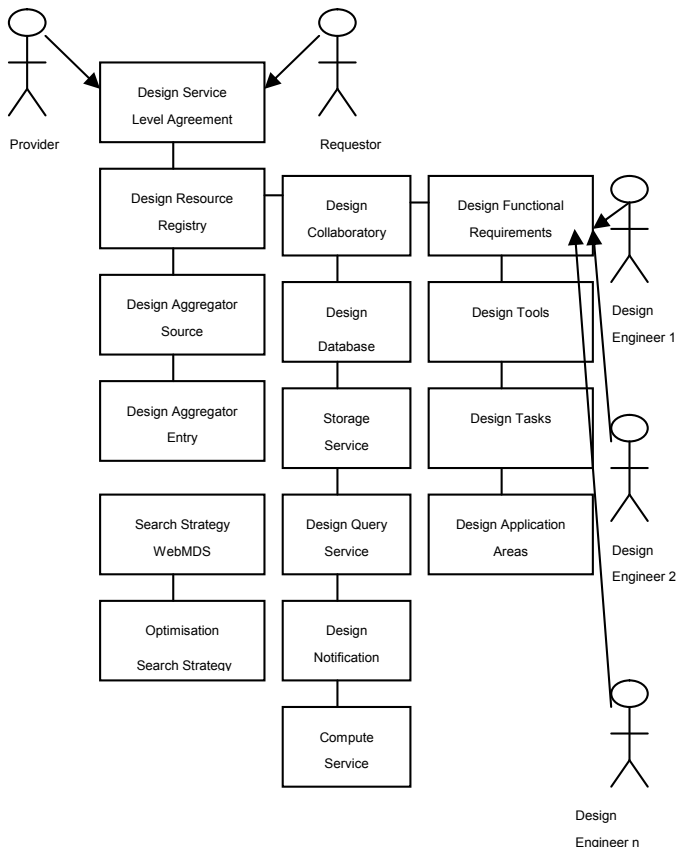 Provider
Requestor
Design Service
Level Agreement
Design Resource
Registry
Design
Collaboratory
Design Functional
Requirements
Design
Engineer 1
Design Aggregator
Source
Design
Database
Design Tools
Design Aggregator
Entry
Storage
Service
Design Tasks
Design
Engineer 2
Search Strategy
WebMDS
Design Query
Service
Design Application
Areas
Optimisation
Search Strategy
Design
Notification
Compute
Service
Design
Engineer n